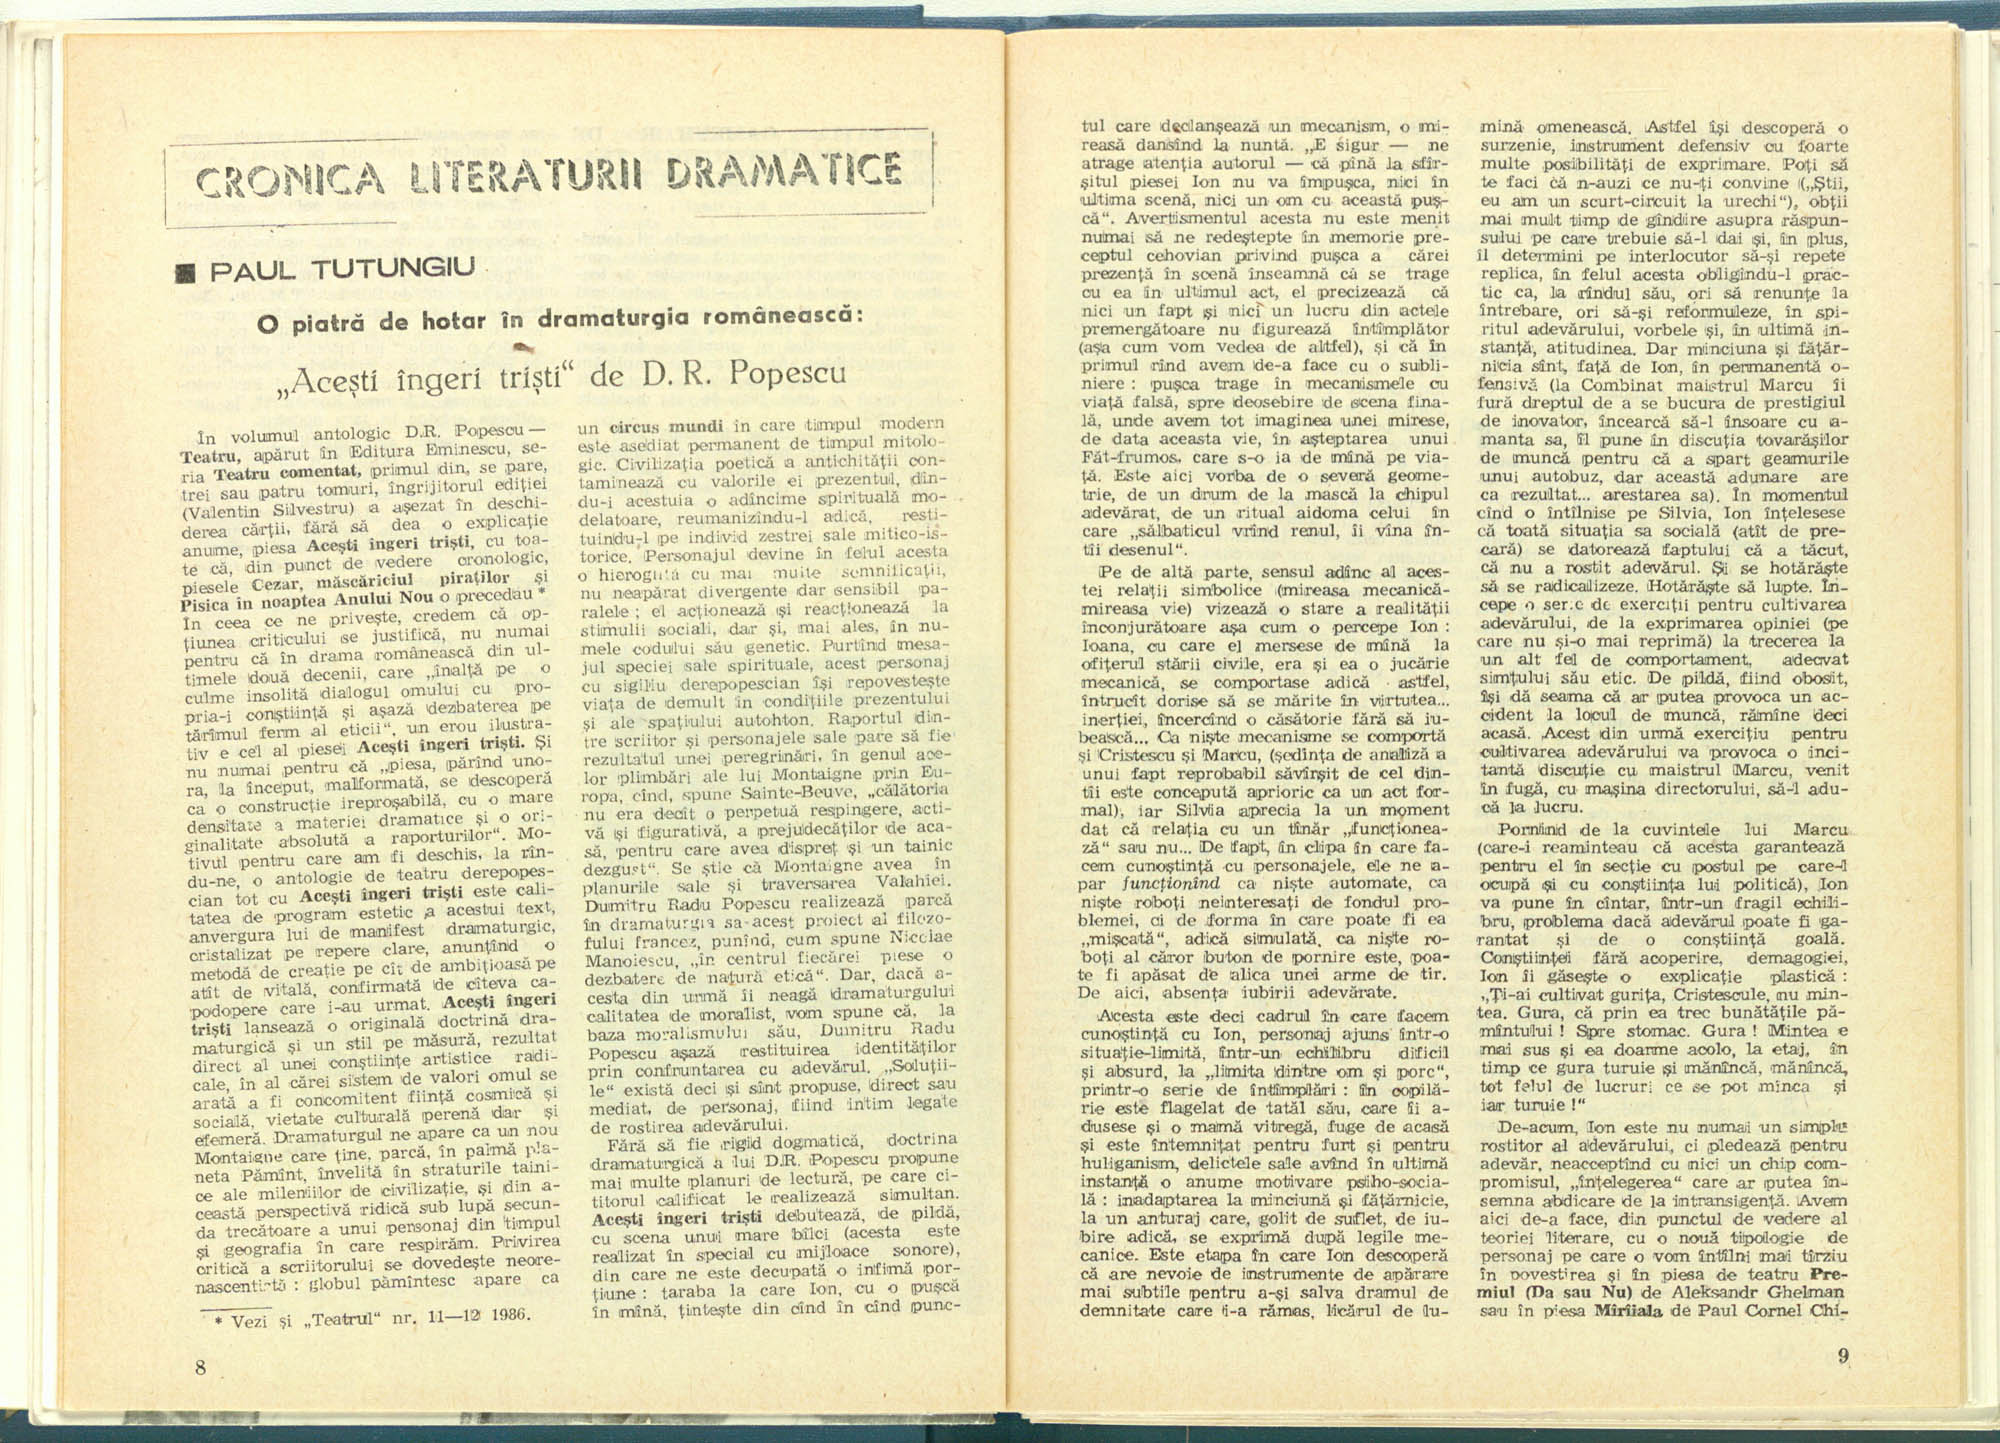 CRONICA LITERATURII DRAMATICE
■ PAUL TUTUNGIU
O piatră de hotar în dramaturgia românească:
„Acești îngeri triști“ de D. R. Popescu
În volumul antologic D.R. Popescu —
Teatru, apărut în Editura Eminescu, se-
ria Teatru comentat, primul din, se pare,
trei sau patru tomuri, îngrijitorul ediției
(Valentin Silvestru) a așezat în deschi-
derea cărții, fără să dea o explicație
anume, piesa Acești îngeri triști, cu toa-
te că, din punct de vedere cronologic,
piesele Cezar, măscăriciul piraților și
Pisica în noaptea Anului Nou o precedau *
În ceea ce ne privește, credem că op-
țiunea criticului se justifică, nu numai
pentru că în drama românească din ul-
timele două decenii, care „înalță pe o
culme insolită dialogul omului cu pro-
pria-i conștiință și așază dezbaterea pe
tărîmul ferm al eticii“, un erou ilustra-
tiv e cel al piesei Acești îngeri triști. Și
nu numai pentru că „piesa, părînd uno-
ra, la început, malformată, se descoperă
ca o construcție ireproșabilă, cu o mare
densitate a materiei dramatice și o ori-
ginalitate absolută a raporturilor“. Mo-
tivul pentru care am fi deschis, la rîn-
du-ne, o antologie de teatru derepopes-
cian tot cu Acești îngeri triști este cali-
tatea de program estetic a acestui text,
anvergura lui de manifest dramaturgic,
cristalizat pe repere clare, anunțînd o
metodă de creație pe cît de ambițioasă pe
atît de vitală, confirmată de cîteva ca-
podopere care i-au urmat. Acești îngeri
triști lansează o originală doctrină dra-
maturgică și un stil pe măsură, rezultat
direct al unei conștiințe artistice radi-
cale, în al cărei sistem de valori omul se
arată a fi concomitent ființă cosmică și
socială, vietate culturală perenă dar și
efemeră. Dramaturgul ne apare ca un nou
Montaigne care ține, parcă, în palmă pla-
neta Pămînt, învelită în straturile taini-
ce ale mileniilor de civilizație, și din a-
ceastă perspectivă ridică sub lupă secun-
da trecătoare a unui personaj din timpul
și geografia în care respirăm. Privirea
critică a scriitorului se dovedește neore-
nascentistă : globul pămîntesc apare ca
* Vezi și „Teatrul“ nr. 11—12 1986.
8
un circus mundi în care timpul modern
este asediat permanent de timpul mitolo-
gic. Civilizația poetică a antichității con-
taminează cu valorile ei prezentul, dîn-
du-i acestuia o adîncime spirituală mo-
delatoare, reumanizîndu-l adică, resti-
tuindu-l pe individ zestrei sale mitico-is-
torice. Personajul devine în felul acesta
o hieroglifă cu mai multe semnificații,
nu neapărat divergente dar sensibil pa-
ralele ; el acționează și reacționează la
stimulii sociali, dar și, mai ales, în nu-
mele codului său genetic. Purtînd mesa-
jul speciei sale spirituale, acest personaj
cu sigiliu derepopescian își repovestește
viața de demult în condițiile prezentului
și ale spațiului autohton. Raportul din-
tre scriitor și personajele sale pare să fie
rezultatul unei peregrinări, în genul ace-
lor plimbări ale lui Montaigne prin Eu-
ropa, cînd, spune Sainte-Beuve, „călătoria
nu era decît o perpetuă respingere, acti-
vă și figurativă, a prejudecăților de aca-
să, pentru care avea dispreț și un tainic
dezgust“. Se știe că Montaigne avea în
planurile sale și traversarea Valahiei.
Dumitru Radu Popescu realizează parcă
în dramaturgia sa acest proiect al filozo-
fului francez, punînd, cum spune Nicolae
Manolescu, „în centrul fiecărei piese o
dezbatere de natură etică“. Dar, dacă a-
cesta din urmă îi neagă dramaturgului
calitatea de moralist, vom spune că, la
baza moralismului său, Dumitru Radu
Popescu așază restituirea identităților
prin confruntarea cu adevărul. „Soluții-
le“ există deci și sînt propuse, direct sau
mediat, de personaj, fiind intim legate
de rostirea adevărului.
Fără să fie rigid dogmatică, doctrina
dramaturgică a lui D.R. Popescu propune
mai multe planuri de lectură, pe care ci-
titorul calificat le realizează simultan.
Acești îngeri triști debutează, de pildă,
cu scena unui mare bîlci (acesta este
realizat în special cu mijloace sonore),
din care ne este decupată o infimă por-
țiune : taraba la care Ion, cu o pușcă
în mînă, țintește din cînd în cînd punc-
tul care declanșează un mecanism, o mi-
reasă dansînd la nuntă. „E sigur — ne
atrage atenția autorul — că pînă la sfîr-
șitul piesei Ion nu va împușca, nici în
ultima scenă, nici un om cu această puș-
că“. Avertismentul acesta nu este menit
numai să ne redeștepte în memorie pre-
ceptul cehovian privind pușca a cărei
prezență în scenă înseamnă că se trage
cu ea în ultimul act, el precizează că
nici un fapt și nici un lucru din actele
premergătoare nu figurează întîmplător
(așa cum vom vedea de altfel), și că în
primul rînd avem de-a face cu o subli-
niere : pușca trage în mecanismele cu
viață falsă, spre deosebire de scena fina-
lă, unde avem tot imaginea unei mirese,
de data aceasta vie, în așteptarea unui
Făt-frumos, care s-o ia de mînă pe via-
ță. Este aici vorba de o severă geome-
trie, de un drum de la mască la chipul
adevărat, de un ritual aidoma celui în
care „sălbaticul vrînd renul, îi vîna în-
tîi desenul“.
Pe de altă parte, sensul adînc al aces-
tei relații simbolice (mireasa mecanică-
mireasa vie) vizează o stare a realității
înconjurătoare așa cum o percepe Ion :
Ioana, cu care el mersese de mînă la
ofițerul stării civile, era și ea o jucărie
mecanică, se comportase adică astfel,
întrucît dorise să se mărite în virtutea...
inerției, încercînd o căsătorie fără să iu-
bească... Ca niște mecanisme se comportă
și Cristescu și Marcu, (ședința de analiză a
unui fapt reprobabil săvîrșit de cel din-
tîi este concepută aprioric ca un act for-
mal), iar Silvia aprecia la un moment
dat că relația cu un tînăr „funcționea-
ză“ sau nu... De fapt, în clipa în care fa-
cem cunoștință cu personajele, ele ne a-
par funcționînd ca niște automate, ca
niște roboți neinteresați de fondul pro-
blemei, ci de forma în care poate fi ea
„mișcată“, adică simulată, ca niște ro-
boți al căror buton de pornire este, poa-
te fi apăsat de alica unei arme de tir.
De aici, absența iubirii adevărate.
Acesta este deci cadrul în care facem
cunoștință cu Ion, personaj ajuns într-o
situație-limită, într-un echilibru dificil
și absurd, la „limita dintre om și porc“,
printr-o serie de întîmplări : în copilă-
rie este flagelat de tatăl său, care îi a-
dusese și o mamă vitregă, fuge de acasă
și este întemnițat pentru furt și pentru
huliganism, delictele sale avînd în ultimă
instanță o anume motivare psiho-socia-
lă : inadaptarea la minciună și fățărnicie,
la un anturaj care, golit de suflet, de iu-
bire adică, se exprimă după legile me-
canice. Este etapa în care Ion descoperă
că are nevoie de instrumente de apărare
mai subtile pentru a-și salva dramul de
demnitate care i-a rămas, licărul de lu-
mină omenească. Astfel își descoperă o
surzenie, instrument defensiv cu foarte
multe posibilități de exprimare. Poți să
te faci că n-auzi ce nu-ți convine („Știi,
eu am un scurt-circuit la urechi“), obții
mai mult timp de gîndire asupra răspun-
sului pe care trebuie să-l dai și, în plus,
îl determini pe interlocutor să-și repete
replica, în felul acesta obligîndu-l prac-
tic ca, la rîndul său, ori să renunțe la
întrebare, ori să-și reformuleze, în spi-
ritul adevărului, vorbele și, în ultimă in-
stanță, atitudinea. Dar minciuna și fățăr-
nicia sînt, față de Ion, în permanentă o-
fensivă (la Combinat maistrul Marcu îi
fură dreptul de a se bucura de prestigiul
de inovator, încearcă să-l însoare cu a-
manta sa, îl pune în discuția tovarășilor
de muncă pentru că a spart geamurile
unui autobuz, dar această adunare are
ca rezultat... arestarea sa). În momentul
cînd o întîlnise pe Silvia, Ion înțelesese
că toată situația sa socială (atît de pre-
cară) se datorează faptului că a tăcut,
că nu a rostit adevărul. Și se hotărăște
să se radicalizeze. Hotărăște să lupte. În-
cepe o serie de exerciții pentru cultivarea
adevărului, de la exprimarea opiniei (pe
care nu și-o mai reprimă) la trecerea la
un alt fel de comportament, adecvat
simțului său etic. De pildă, fiind obosit,
își dă seama că ar putea provoca un ac-
cident la locul de muncă, rămîne deci
acasă. Acest din urmă exercițiu pentru
cultivarea adevărului va provoca o inci-
tantă discuție cu maistrul Marcu, venit
în fugă, cu mașina directorului, să-l adu-
că la lucru.
Pornind de la cuvintele lui Marcu
(care-i reaminteau că acesta garantează
pentru el în secție cu postul pe care-l
ocupă și cu conștiința lui politică), Ion
va pune în cîntar, într-un fragil echili-
bru, problema dacă adevărul poate fi ga-
rantat și de o conștiință goală.
Conștiinței fără acoperire, demagogiei,
Ion îi găsește o explicație plastică :
„Ți-ai cultivat gurița, Cristescule, nu min-
tea. Gura, că prin ea trec bunătățile pă-
mîntului ! Spre stomac. Gura ! Mintea e
mai sus și ea doarme acolo, la etaj, în
timp ce gura turuie și mănîncă, mănîncă,
tot felul de lucruri ce se pot mînca și
iar turuie !“
De-acum, Ion este nu numai un simplu
rostitor al adevărului, ci pledează pentru
adevăr, neacceptînd cu nici un chip com-
promisul, „înțelegerea“ care ar putea în-
semna abdicare de la intransigență. Avem
aici de-a face, din punctul de vedere al
teoriei literare, cu o nouă tipologie de
personaj pe care o vom întîlni mai tîrziu
în povestirea și în piesa de teatru Pre-
miul (Da sau Nu) de Aleksandr Ghelman
sau în piesa Mîrîiala de Paul Cornel Chi-
9